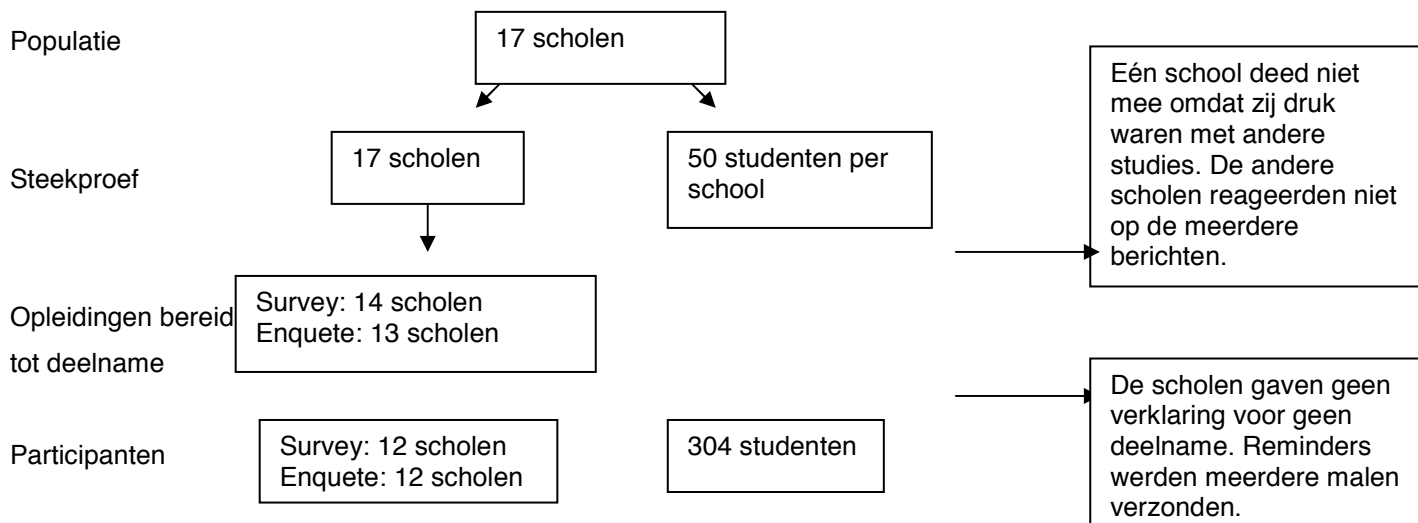 Populatie
17 scholen
Eén school deed niet
mee omdat zij druk
waren met andere
studies. De andere
scholen reageerden niet
op de meerdere
berichten.
Steekproef
17 scholen
50 studenten per
school
Opleidingen bereid
tot deelname
Survey: 14 scholen
Enquete: 13 scholen
De scholen gaven geen
verklaring voor geen
deelname. Reminders
werden meerdere malen
verzonden.
Participanten
Survey: 12 scholen
Enquete: 12 scholen
304 studenten